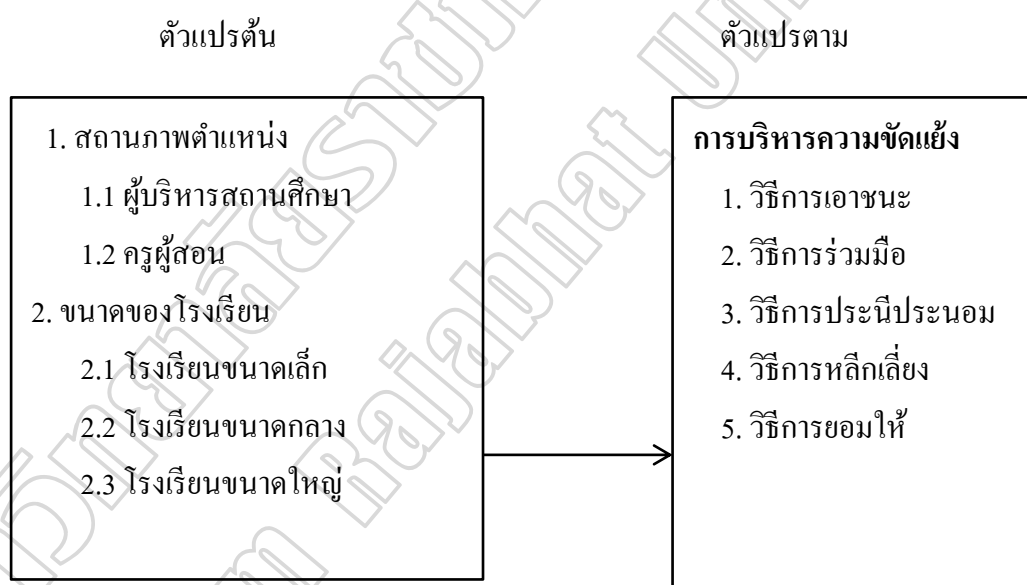 ตัวแปรต้น
ตัวแปรตาม
1. สถานภาพตำแหน่ง
1.1 ผู้บริหารสถานศึกษา
1.2 ครูผู้สอน
2. ขนาดของโรงเรียน
2.1 โรงเรียนขนาดเล็ก
2.2 โรงเรียนขนาดกลาง
2.3 โรงเรียนขนาดใหญ่
การบริหารความขัดแย้ง
1. วิธีการเอาชนะ
2. วิธีการร่วมมือ
3. วิธีการประนีประนอม
4. วิธีการหลีกเลี่ยง
5. วิธีการยอมให้
Rajabhat